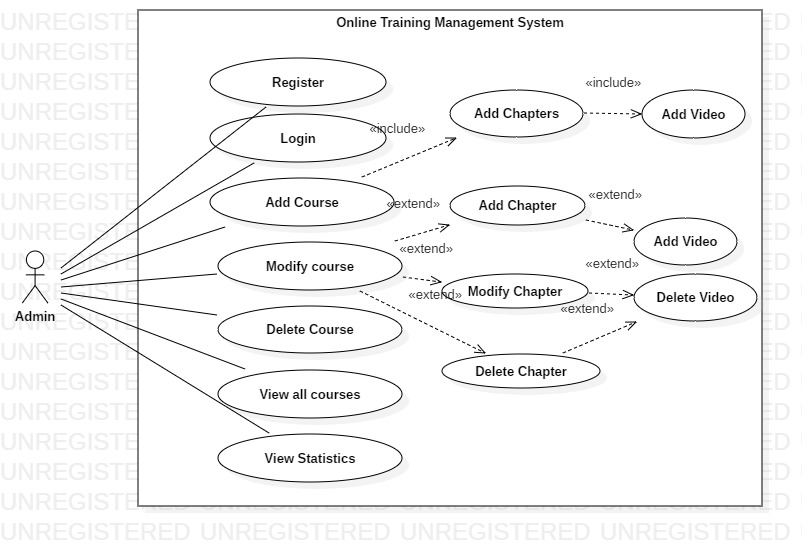 Online Training Management System
Register
Login
Add Course
Modify course
Delete Course
View all courses
View Statistics
Admin
«include»
Add Chapters
«include»
Add Video
«extend»
Add Chapter
«extend»
Add Video
«extend»
Modify Chapter
«extend»
Delete Video
«extend»
Delete Chapter
«extend»
UNREGISTERED UNREGISTERED UNREGISTERED UNREGISTERED